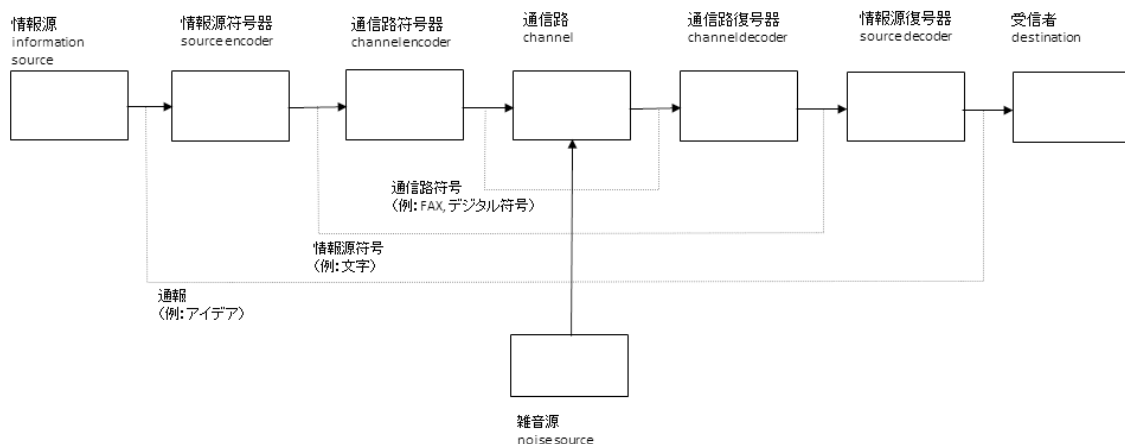 情報源
information
source
情報源符号器
source encoder
通信路符号器
channel encoder
通信路
channel
通信路復号器
channel decoder
情報源復号器
source decoder
受信者
destination
通信路符号
（例：FAX, デジタル符号）
情報源符号
（例：文字）
通報
（例：アイデア）
雑音源
noise source